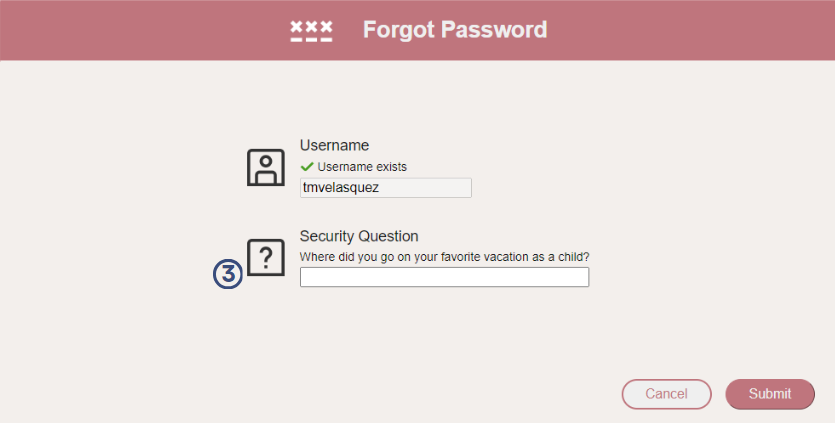 Forgot Password
Username
Username exists
tmvelasquez
Security Question
Where did you go on your favorite vacation as a child?
3
Cancel
Submit